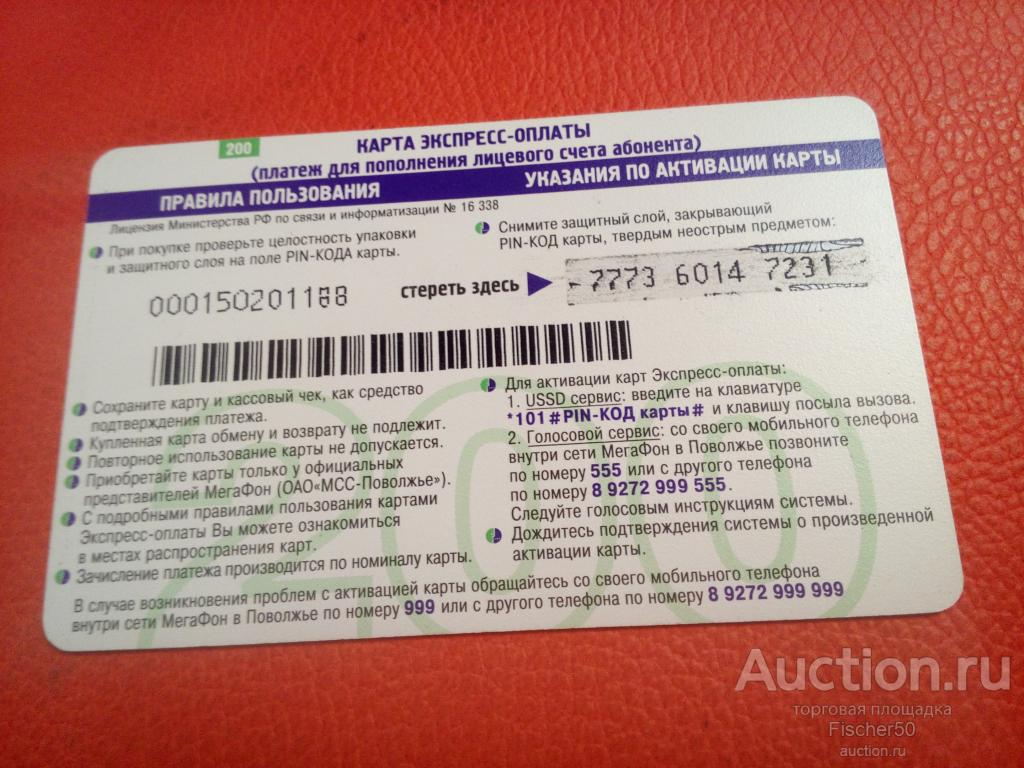 200
КАРТА ЭКСПРЕСС-ОПЛАТЫ
(платеж для пополнения лицевого счета абонента)
ПРАВИЛА ПОЛЬЗОВАНИЯ
УКАЗАНИЯ ПО АКТИВАЦИИ КАРТЫ
Лицензия Министерства РФ по связи и информатизации № 16 338
При покупке проверьте целостность упаковки
и защитного слоя на поле PIN-КОДА карты.
Снимите защитный слой, закрывающий
PIN-КОД карты, твердым неострым предметом:
000150201188
стереть здесь
7773 6014 7231
Сохраните карту и кассовый чек, как средство
подтверждения платежа.
Купленная карта обмену и возврату не подлежит.
Повторное использование карты не допускается.
Приобретайте карты только у официальных
представителей МегаФон (ОАО«МСС-Поволжье»).
С подробными правилами пользования картами
Экспресс-оплаты Вы можете ознакомиться
в местах распространения карт.
Зачисление платежа производится по номиналу карты.
Для активации карт Экспресс-оплаты:
1. USSD сервис: введите на клавиатуре
*101#PIN-КОД карты# и клавишу посыла вызова.
2. Голосовой сервис: со своего мобильного телефона
внутри сети МегаФон в Поволжье позвоните
по номеру 555 или с другого телефона
по номеру 8 9272 999 555.
Следуйте голосовым инструкциям системы.
Дождитесь подтверждения системы о произведенной
активации карты.
200
В случае возникновения проблем с активацией карты обращайтесь со своего мобильного телефона
внутри сети МегаФон в Поволжье по номеру 999 или с другого телефона по номеру 8 9272 999 999
Auction.ru
торговая площадка
Fischer50
auction.ru